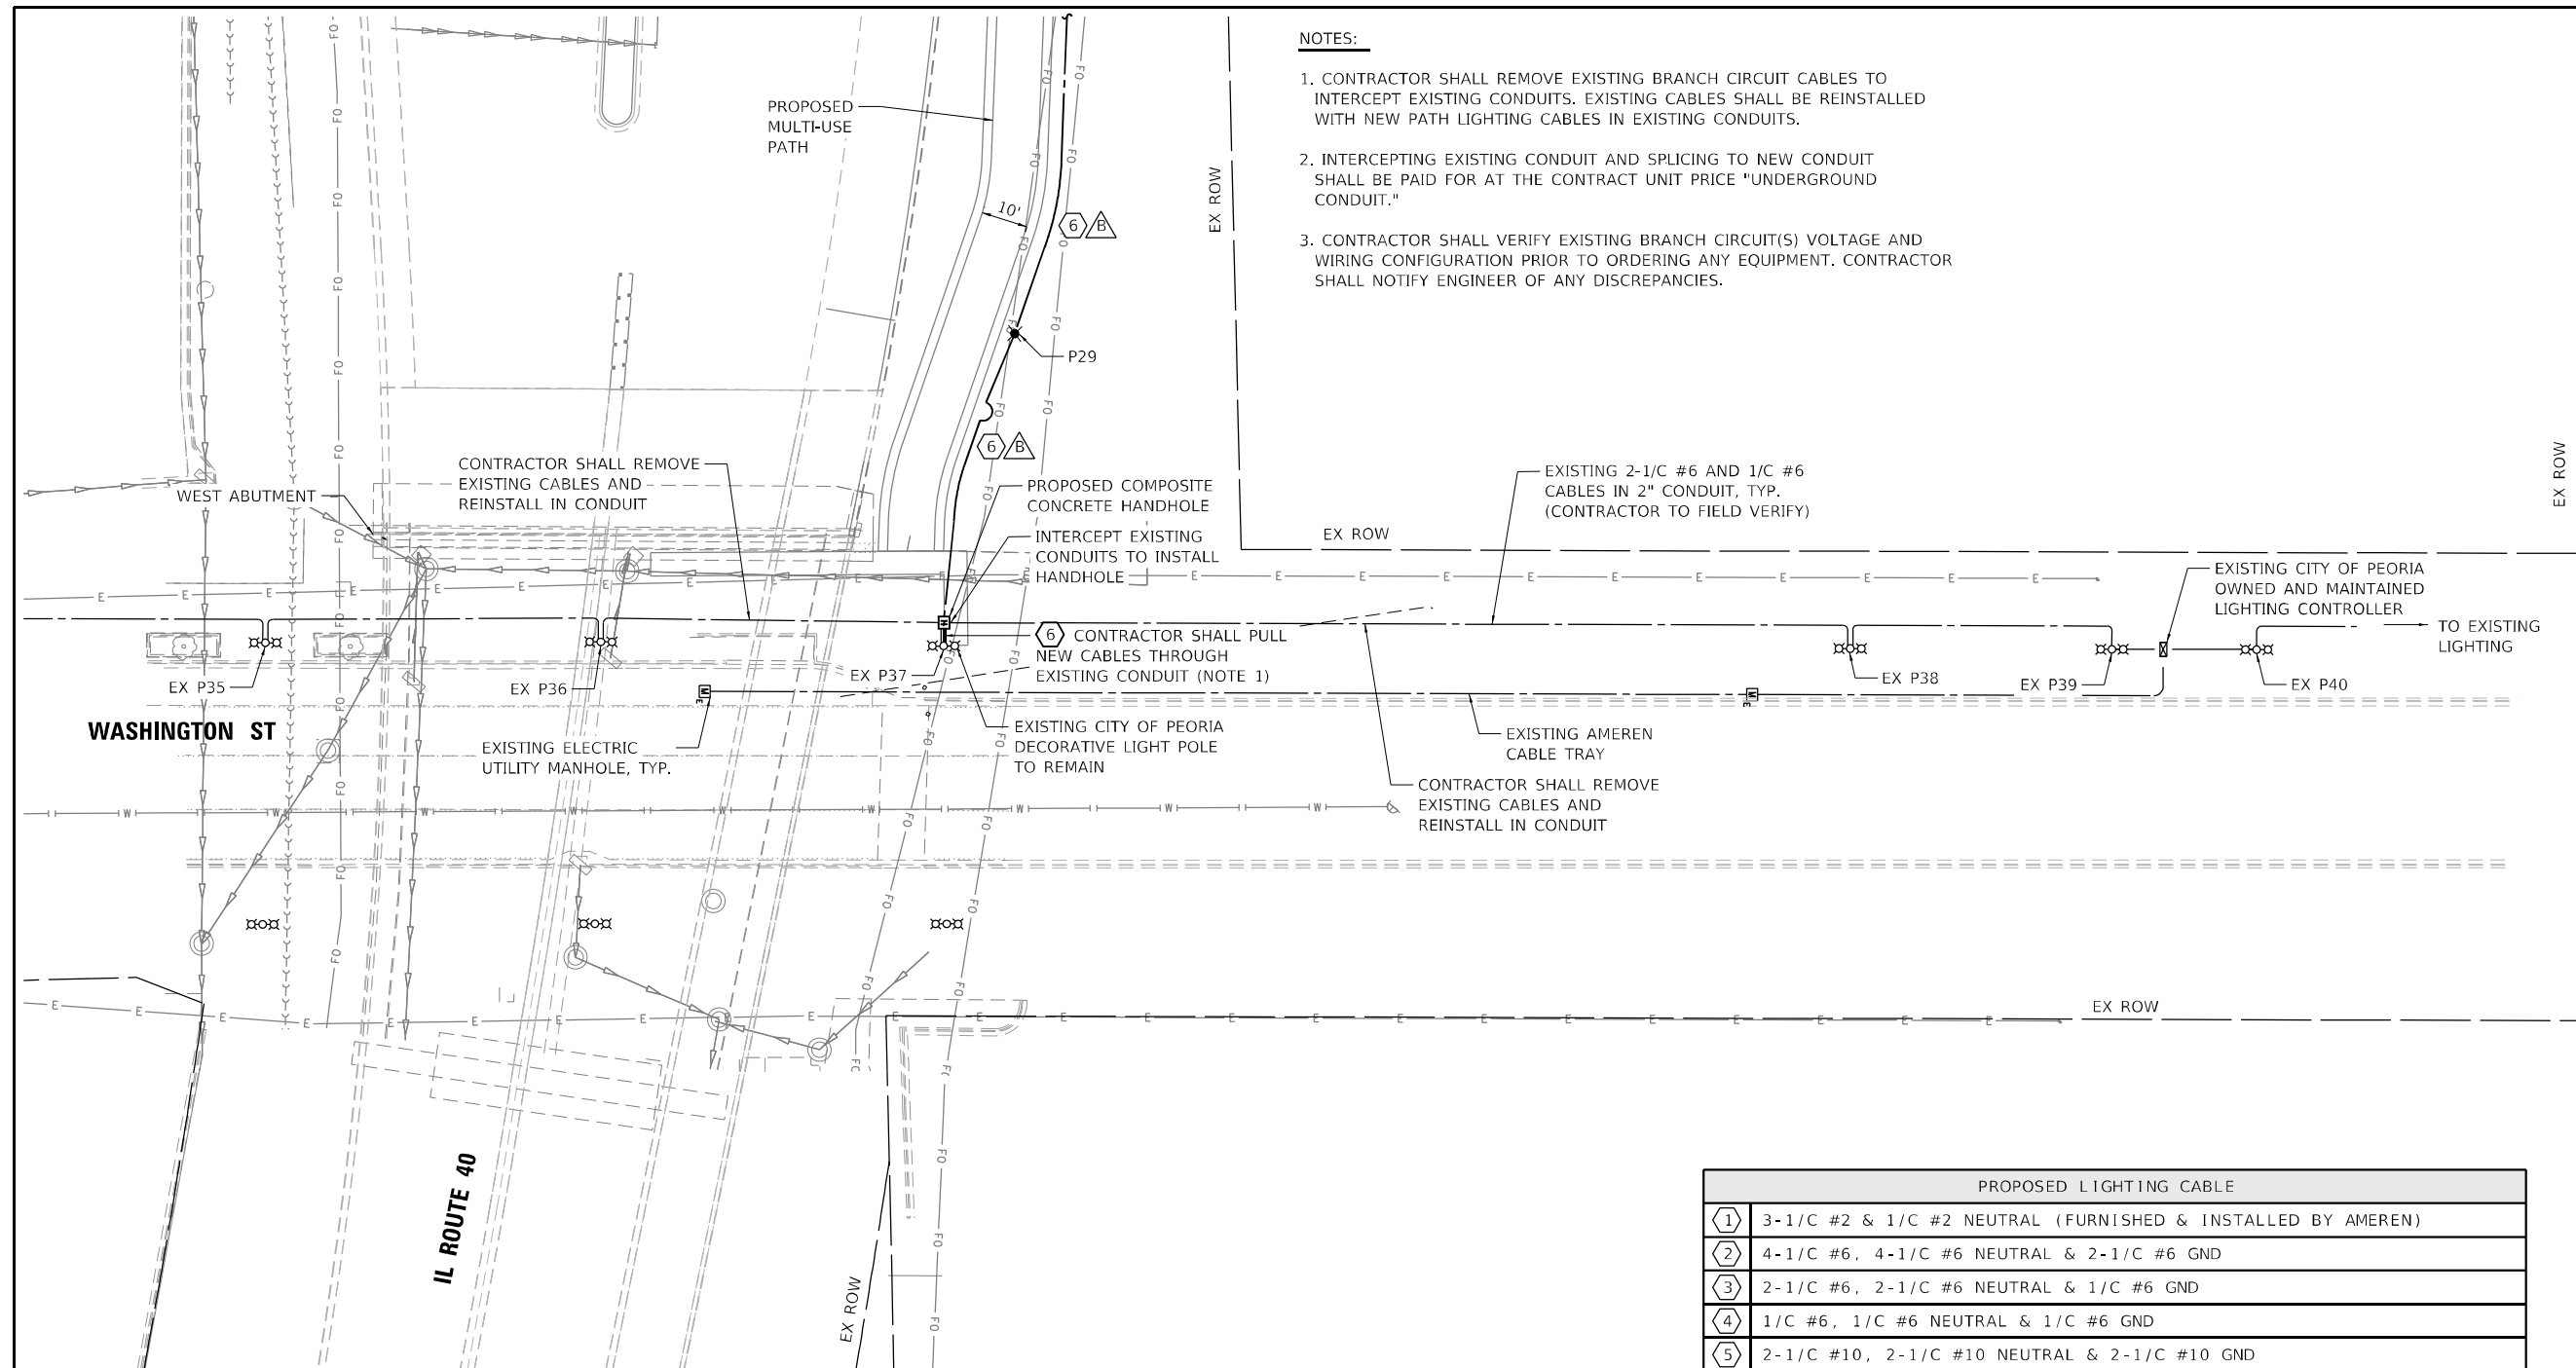 NOTES:
1. CONTRACTOR SHALL REMOVE EXISTING BRANCH CIRCUIT CABLES TO
INTERCEPT EXISTING CONDUITS. EXISTING CABLES SHALL BE REINSTALLED
WITH NEW PATH LIGHTING CABLES IN EXISTING CONDUITS.
2. INTERCEPTING EXISTING CONDUIT AND SPLICING TO NEW CONDUIT
SHALL BE PAID FOR AT THE CONTRACT UNIT PRICE "UNDERGROUND
CONDUIT."
3. CONTRACTOR SHALL VERIFY EXISTING BRANCH CIRCUIT(S) VOLTAGE AND
WIRING CONFIGURATION PRIOR TO ORDERING ANY EQUIPMENT. CONTRACTOR
SHALL NOTIFY ENGINEER OF ANY DISCREPANCIES.
PROPOSED
MULTI-USE
PATH
10'
6 B
EX ROW
P29
6 B
CONTRACTOR SHALL REMOVE
EXISTING CABLES AND
REINSTALL IN CONDUIT
WEST ABUTMENT
PROPOSED COMPOSITE
CONCRETE HANDHOLE
INTERCEPT EXISTING
CONDUITS TO INSTALL
HANDHOLE
EXISTING 2-1/C #6 AND 1/C #6
CABLES IN 2" CONDUIT, TYP.
(CONTRACTOR TO FIELD VERIFY)
EX ROW
EX ROW
EXISTING CITY OF PEORIA
OWNED AND MAINTAINED
LIGHTING CONTROLLER
TO EXISTING
LIGHTING
6 CONTRACTOR SHALL PULL
NEW CABLES THROUGH
EXISTING CONDUIT (NOTE 1)
EX P35
EX P36
EX P37
EX P38
EX P39
EX P40
WASHINGTON ST
EXISTING ELECTRIC
UTILITY MANHOLE, TYP.
EXISTING CITY OF PEORIA
DECORATIVE LIGHT POLE
TO REMAIN
EXISTING AMEREN
CABLE TRAY
CONTRACTOR SHALL REMOVE
EXISTING CABLES AND
REINSTALL IN CONDUIT
EX ROW
IL ROUTE 40
EX ROW
PROPOSED LIGHTING CABLE
1 3-1/C #2 & 1/C #2 NEUTRAL (FURNISHED & INSTALLED BY AMEREN)
2 4-1/C #6, 4-1/C #6 NEUTRAL & 2-1/C #6 GND
3 2-1/C #6, 2-1/C #6 NEUTRAL & 1/C #6 GND
4 1/C #6, 1/C #6 NEUTRAL & 1/C #6 GND
5 2-1/C #10, 2-1/C #10 NEUTRAL & 2-1/C #10 GND